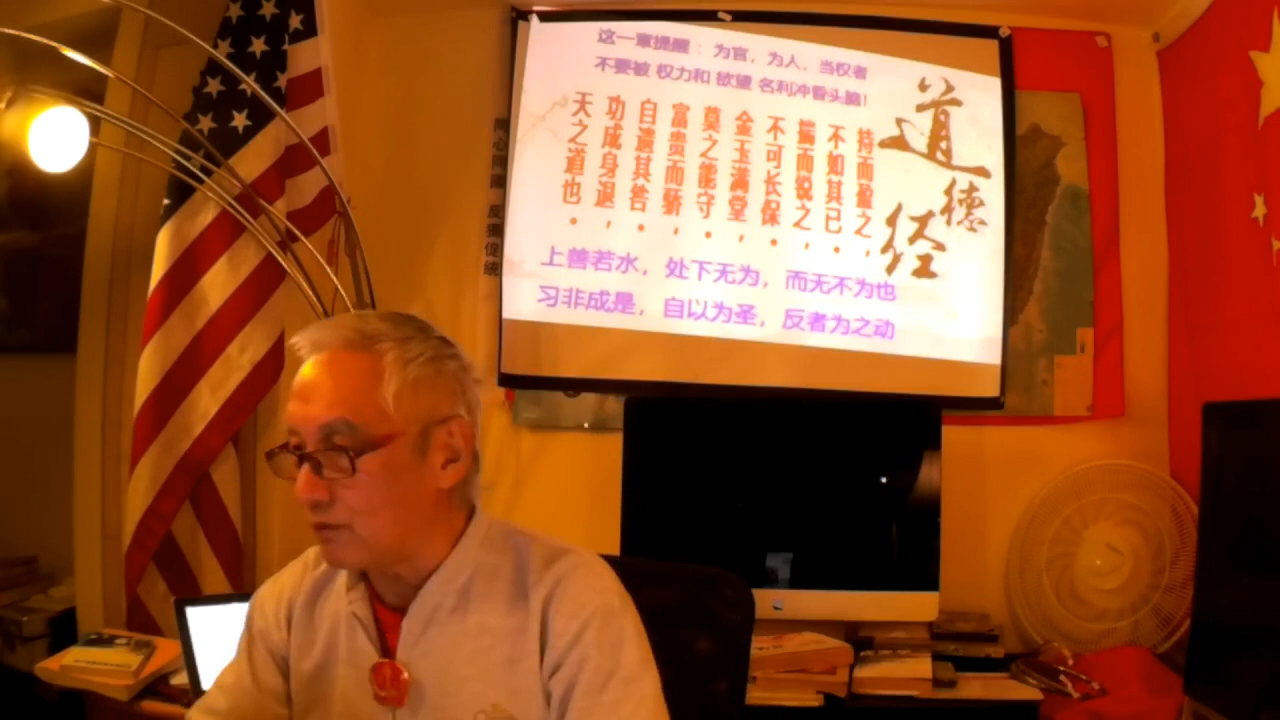 这一章提醒：为官，为人，当权者
不要被 权力和 欲望 名利冲昏头脑!
道德经
持而盈之，
不如其已。
揣而锐之，
不可长保。
金玉满堂，
莫之能守。
富贵而骄，
自遗其咎。
功成身退，
天之道也。
上善若水，处下无为，而无不为也
习非成是，自以为圣，反者为之动
反獨促統